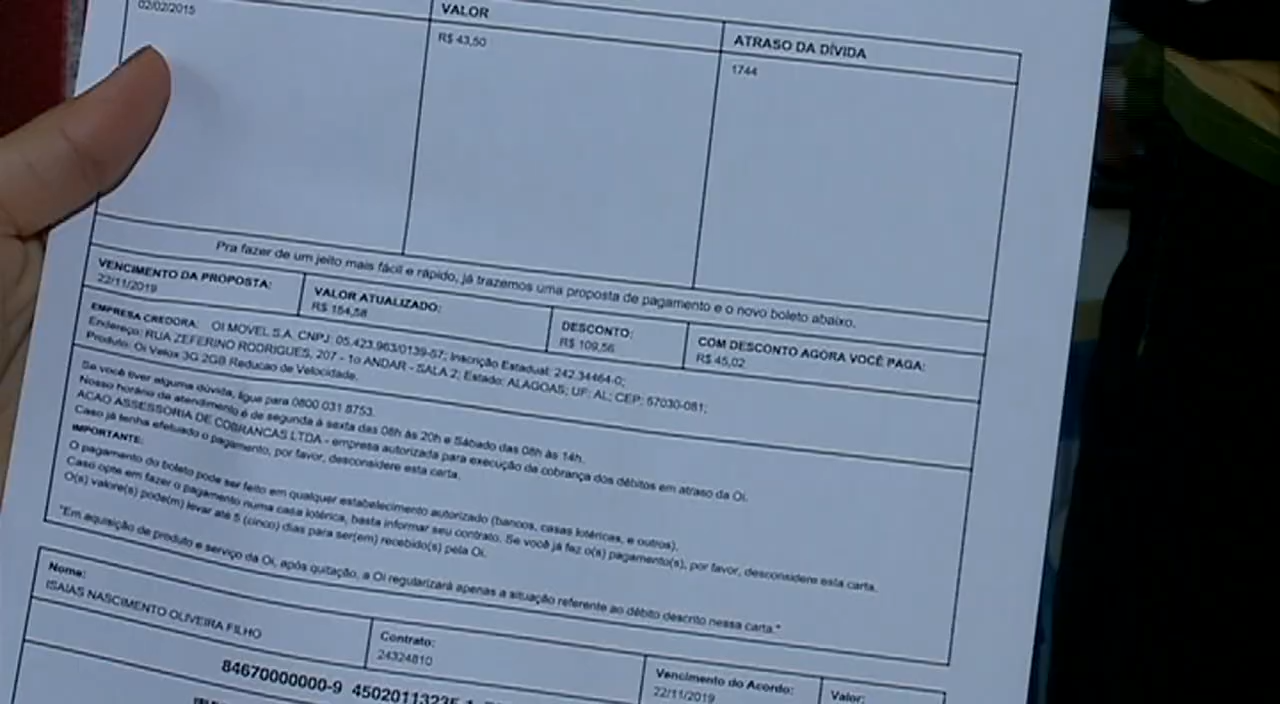 VALOR
ATRASO DA DÍVIDA
02/02/2015
R$ 43,50
1744
Pra fazer de um jeito mais fácil e rápido, já trazemos uma proposta de pagamento e o novo boleto abaixo.
VENCIMENTO DA PROPOSTA:
22/11/2019
VALOR ATUALIZADO:
R$ 154,58
DESCONTO:
R$ 109,56
COM DESCONTO AGORA VOCÊ PAGA:
R$ 45,02
EMPRESA CREDORA: OI MOVEL S.A. CNPJ: 05.423.963/0139-57; Inscrição Estadual: 242.34464-0;
Endereço: RUA ZEFERINO RODRIGUES, 207 - 1o ANDAR - SALA 2; Estado: ALAGOAS; UF: AL; CEP: 57030-081;
Produto: Oi Velox 3G 2GB Reducao de Velocidade.
Se você tiver alguma dúvida, ligue para 0800 031 8753.
Nosso horário de atendimento é de segunda à sexta das 08h às 20h e Sábado das 08h às 14h.
ACAO ASSESSORIA DE COBRANCAS LTDA - empresa autorizada para execução da cobrança dos débitos em atraso da Oi.
Caso já tenha efetuado o pagamento, por favor, desconsidere esta carta.
IMPORTANTE:
O pagamento do boleto pode ser feito em qualquer estabelecimento autorizado (bancos, casas lotéricas, e outros).
Caso opte em fazer o pagamento numa casa lotérica, basta informar seu contrato. Se você já fez o(s) pagamento(s), por favor, desconsidere esta carta.
O(s) valore(s) pode(m) levar até 5 (cinco) dias para ser(em) recebido(s) pela Oi.
"Em aquisição de produto e serviço da Oi, após quitação, a Oi regularizará apenas a situação referente ao débito descrito nessa carta."
Nome:
ISAIAS NASCIMENTO OLIVEIRA FILHO
Contrato:
24324810
Vencimento do Acordo:
22/11/2019
Valor:
84670000000-9